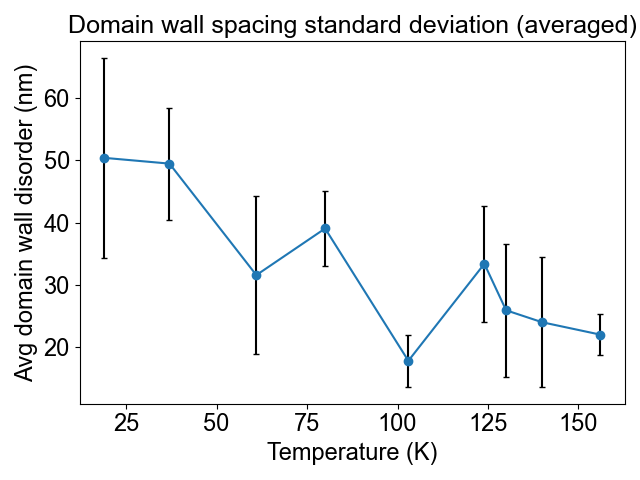 Domain wall spacing standard deviation (averaged)
Avg domain wall disorder (nm)
60
50
40
30
20
25 50 75 100 125 150
Temperature (K)